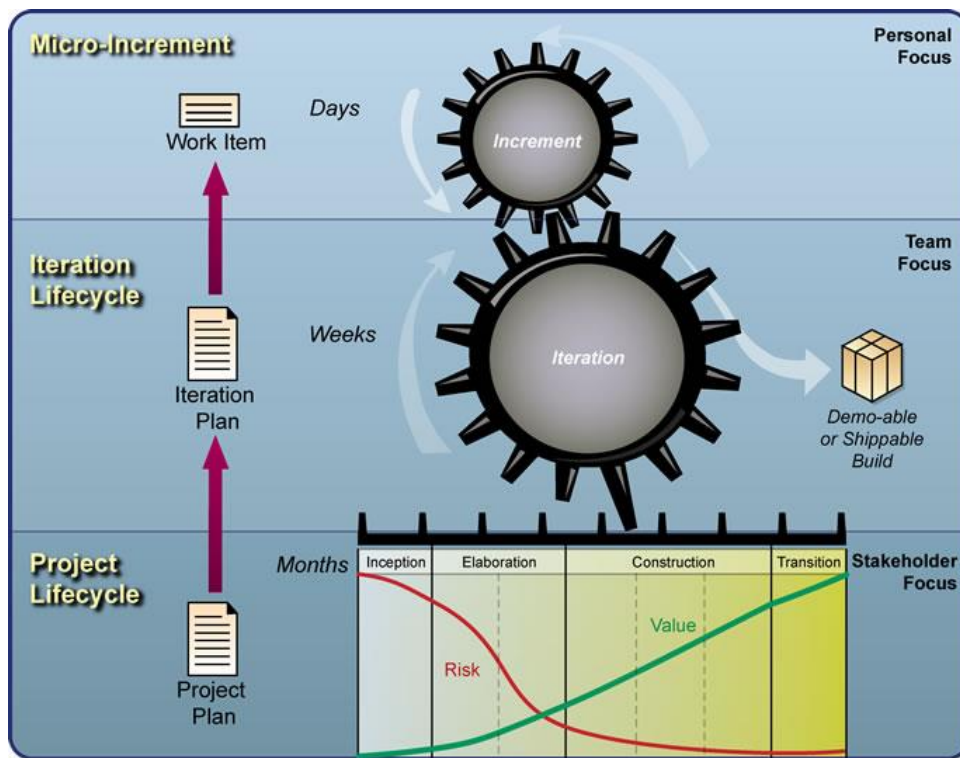 Micro-Increment
Personal
Focus
Days
Work Item
Increment
Iteration
Lifecycle
Team
Focus
Weeks
Iteration
Iteration
Plan
Demo-able
or Shippable
Build
Project
Lifecycle
Months
Inception
Elaboration
Construction
Transition
Stakeholder
Focus
Value
Risk
Project
Plan